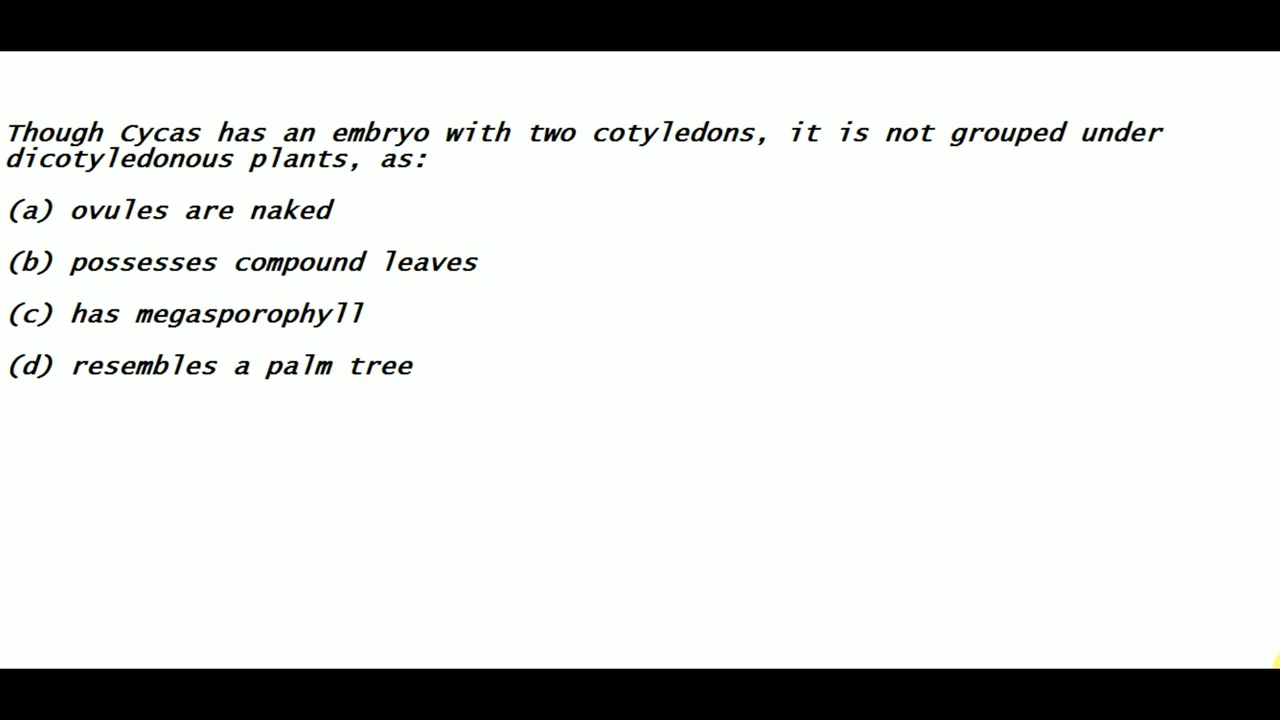 Though Cycas has an embryo with two cotyledons, it is not grouped under
dicotyledonous plants, as:
(a) ovules are naked
(b) possesses compound leaves
(c) has megasporophyll
(d) resembles a palm tree